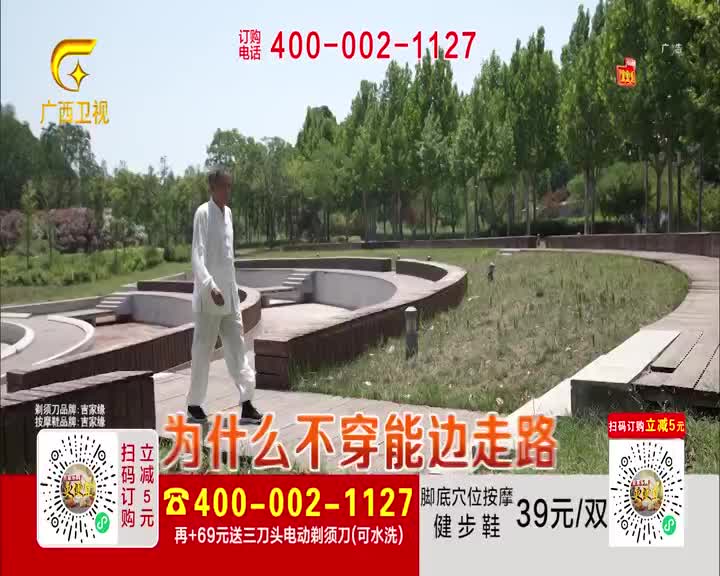 订购电话 400-002-1127
广告
广西卫视
剃须刀品牌:吉家缘
按摩鞋品牌:吉家缘
为什么不穿能边走路
扫码订购
立减5元
☎400-002-1127
再+69元送三刀头电动剃须刀(可水洗)
脚底穴位按摩
健步鞋
39元/双
扫码订购立减5元